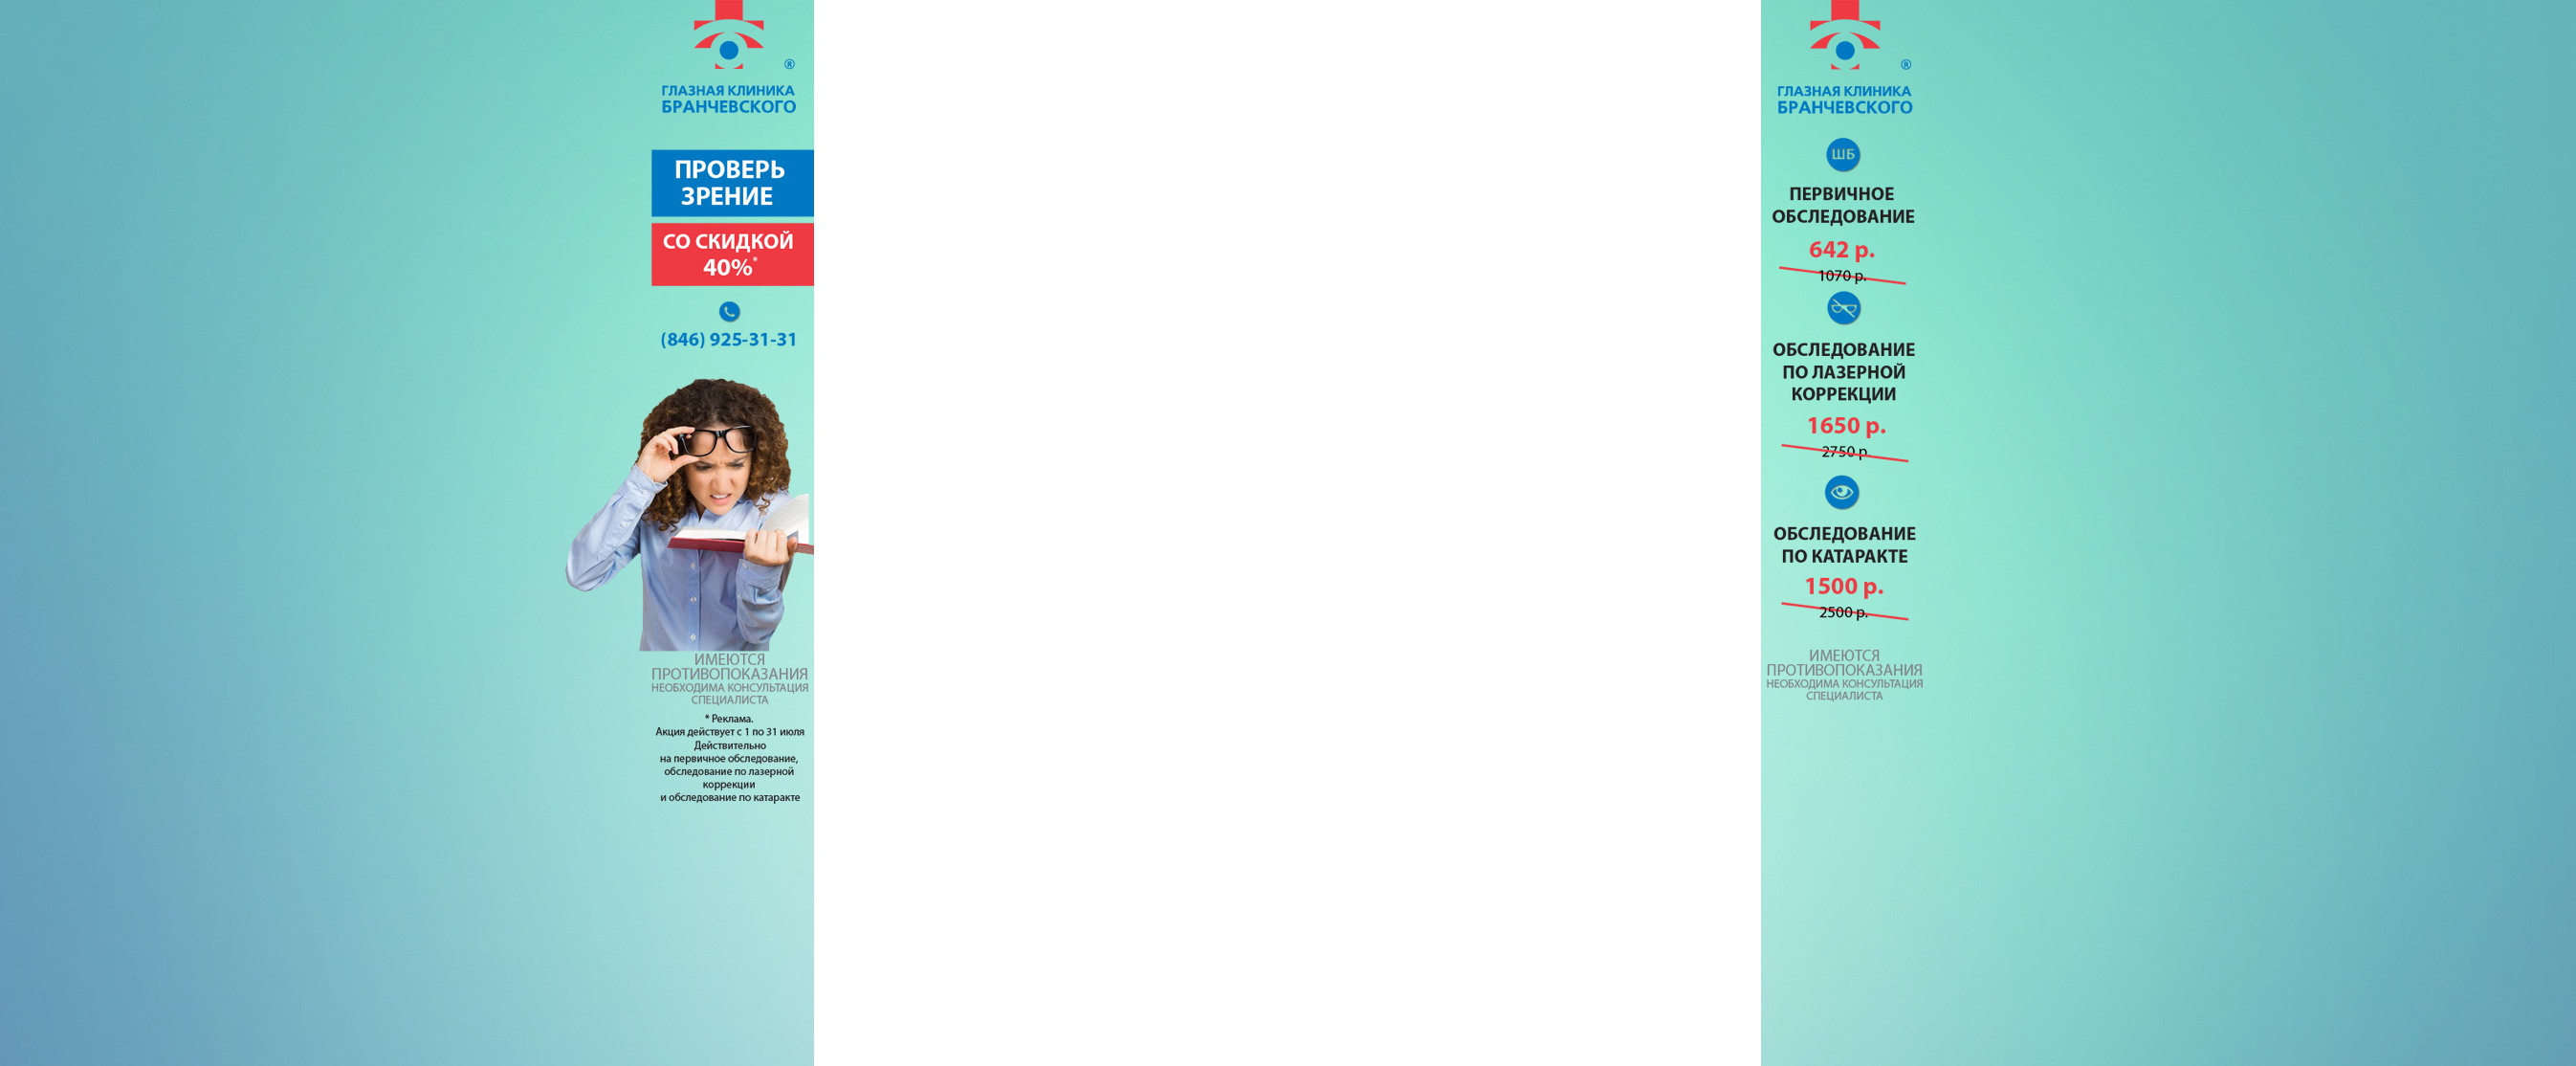 ®
ГЛАЗНАЯ КЛИНИКА
БРАНЧЕВСКОГО
ПРОВЕРЬ
ЗРЕНИЕ
СО СКИДКОЙ
40%*
(846) 925-31-31
ИМЕЮТСЯ
ПРОТИВОПОКАЗАНИЯ
НЕОБХОДИМА КОНСУЛЬТАЦИЯ
СПЕЦИАЛИСТА
* Реклама.
Акция действует с 1 по 31 июля
Действительно
на первичное обследование,
обследование по лазерной
коррекции
и обследование по катаракте
®
ГЛАЗНАЯ КЛИНИКА
БРАНЧЕВСКОГО
ШБ
ПЕРВИЧНОЕ
ОБСЛЕДОВАНИЕ
642 р.
1070 р.
ОБСЛЕДОВАНИЕ
ПО ЛАЗЕРНОЙ
КОРРЕКЦИИ
1650 р.
2750 р.
ОБСЛЕДОВАНИЕ
ПО КАТАРАКТЕ
1500 р.
2500 р.
ИМЕЮТСЯ
ПРОТИВОПОКАЗАНИЯ
НЕОБХОДИМА КОНСУЛЬТАЦИЯ
СПЕЦИАЛИСТА